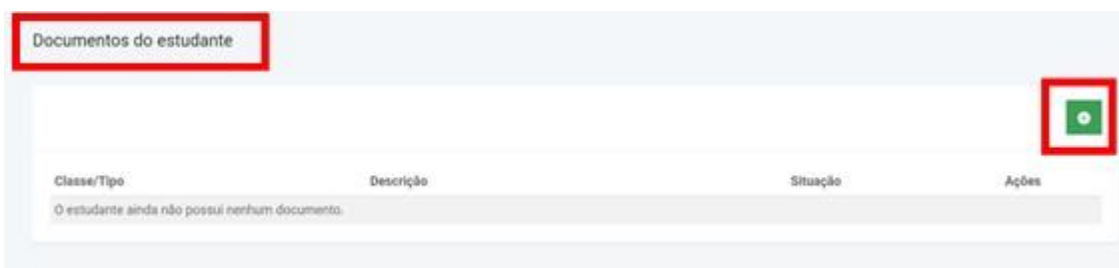 Documentos do estudante
Classe/Tipo Descrição Situação Ações
O estudante ainda não possui nenhum documento.